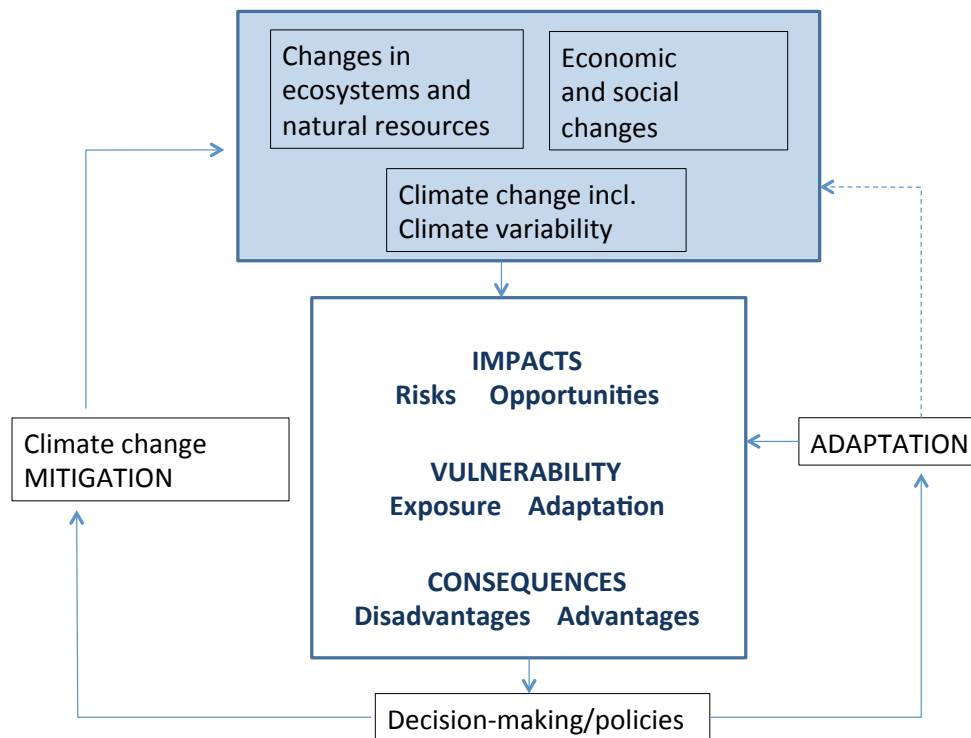 Changes in
ecosystems and
natural resources
Economic
and social
changes
Climate change incl.
Climate variability
IMPACTS
Risks Opportunities
VULNERABILITY
Exposure Adaptation
CONSEQUENCES
Disadvantages Advantages
Climate change
MITIGATION
ADAPTATION
Decision-making/policies